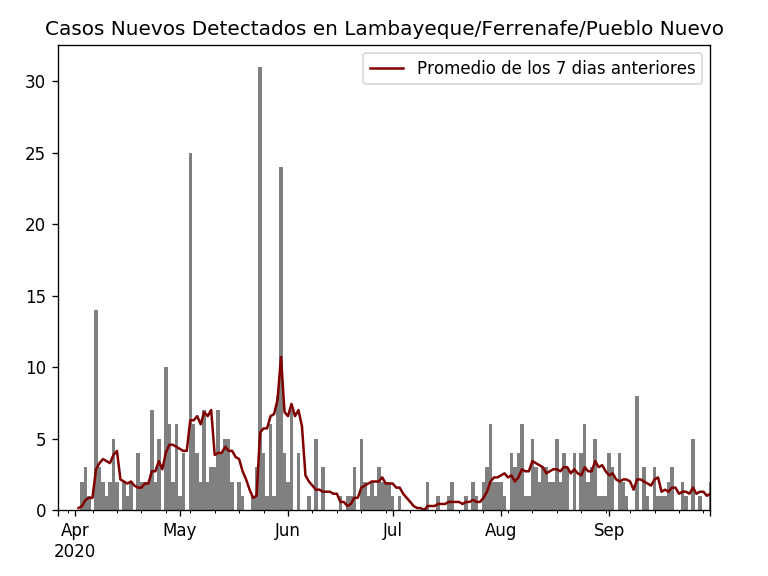 Casos Nuevos Detectados en Lambayeque/Ferrenafe/Pueblo Nuevo
Promedio de los 7 dias anteriores
30
25
20
15
10
5
0
Apr May Jun Jul Aug Sep
2020